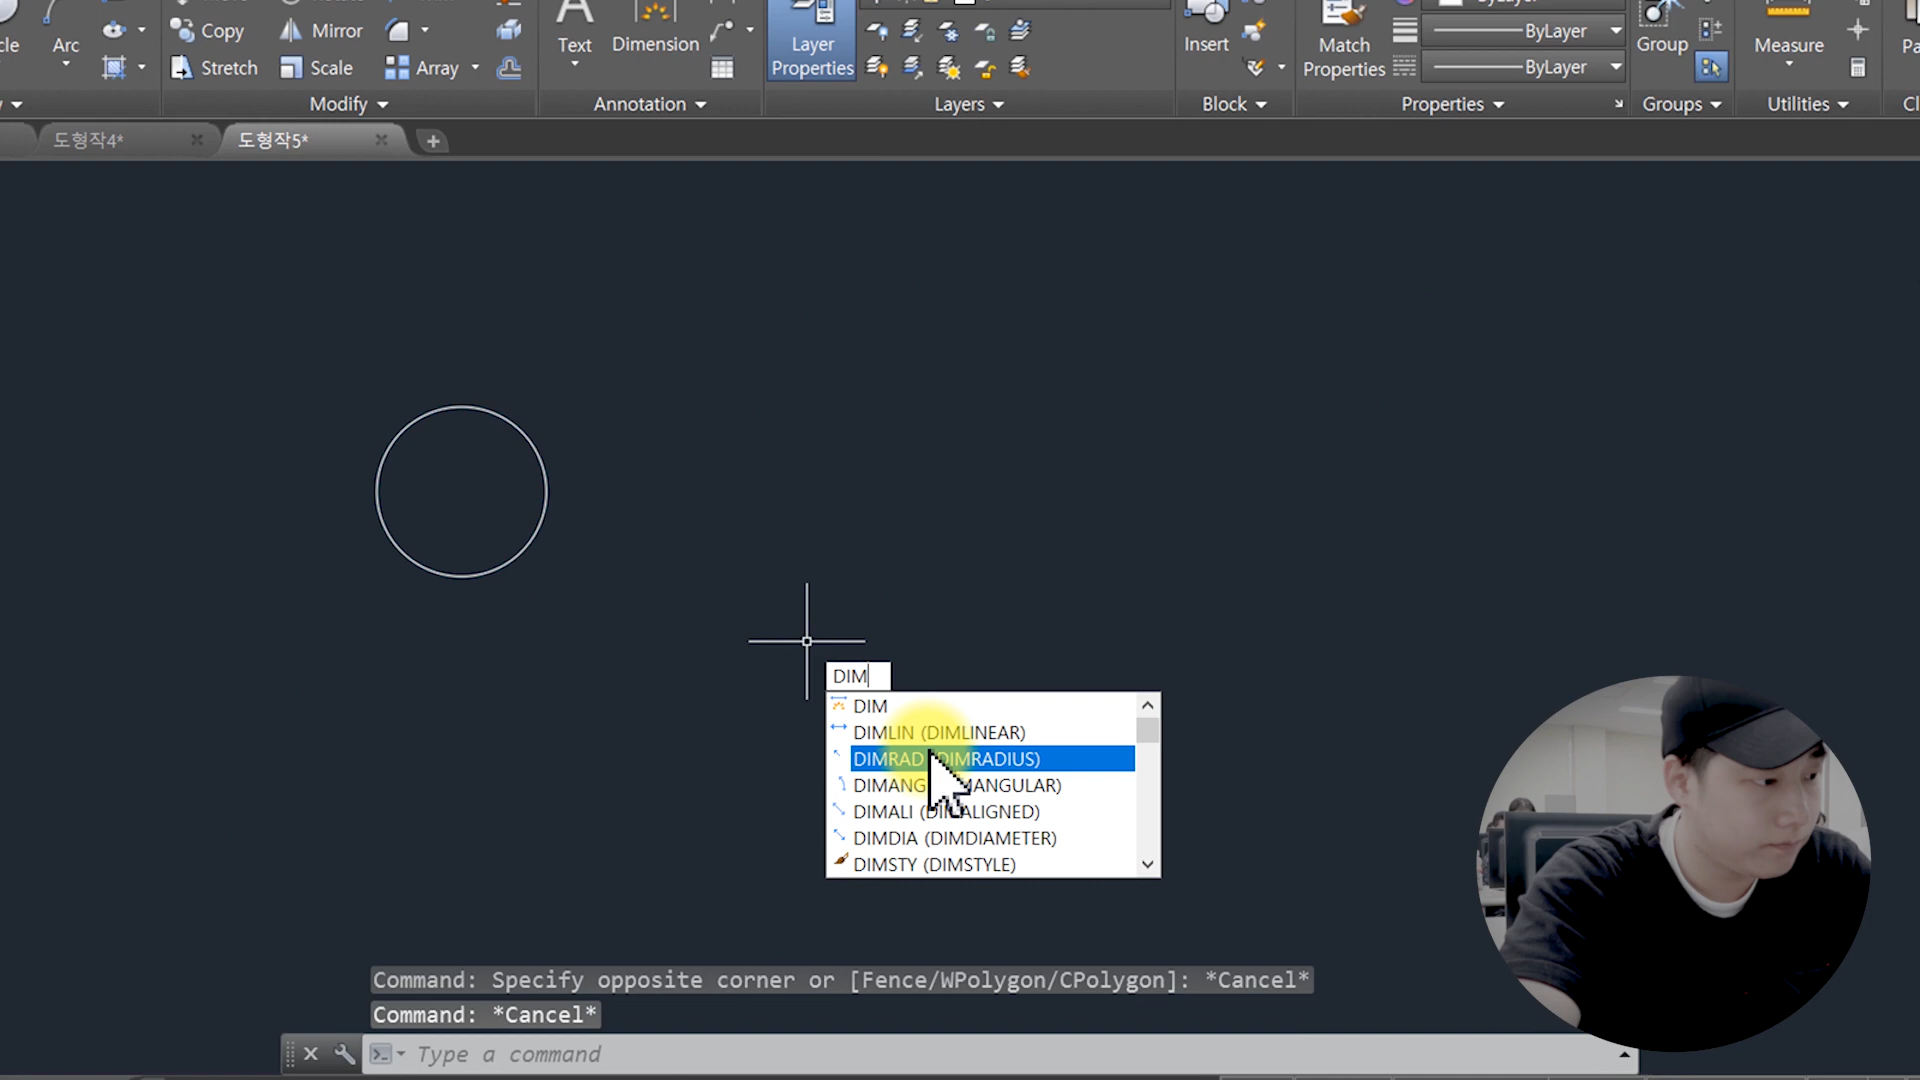 Arc
Copy
Mirror
Stretch
Scale
Array
Modify
Text
Dimension
Annotation
Layer
Properties
Layers
Insert
Block
Match
Properties
ByLayer
ByLayer
Properties
Group
Groups
Measure
Utilities
도형작4*
도형작5*
DIM
DIM
DIMLIN (DIMLINEAR)
DIMRAD (DIMRADIUS)
DIMANG
DIMALI (DIMALIGNED)
DIMDIA (DIMDIAMETER)
DIMSTY (DIMSTYLE)
Command: Specify opposite corner or [Fence/WPolygon/CPolygon]: *Cancel*
Command: *Cancel*
Type a command